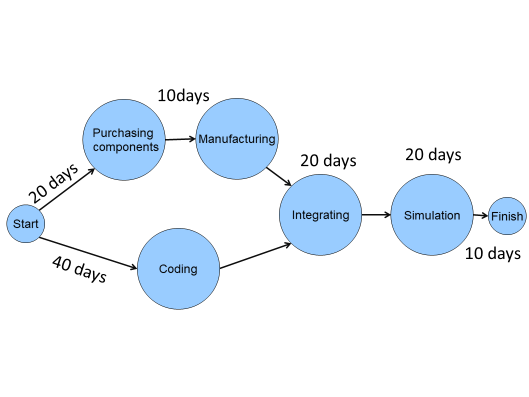 10days
Purchasing
components
Manufacturing
20 days
20 days
20 days
Start
Integrating
Simulation
Finish
40 days
Coding
10 days